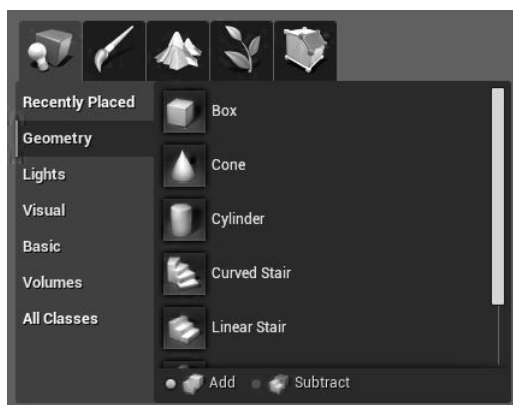 Recently Placed
Geometry
Lights
Visual
Basic
Volumes
All Classes
Box
Cone
Cylinder
Curved Stair
Linear Stair
Add
Subtract